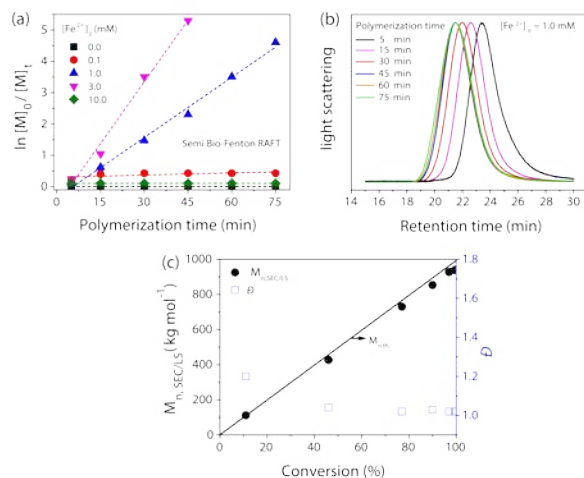 (a)
[Fe²⁺]₀ (mM)
0.0
0.1
1.0
3.0
10.0
Semi Bio-Fenton RAFT
ln [M]₀/ [M]t
5
4
3
2
1
0
0 15 30 45 60 75
Polymerization time (min)
(b)
Polymerization time
[Fe²⁺]₀ = 1.0 mM
5 min
15 min
30 min
45 min
60 min
75 min
light scattering
14 16 18 20 22 24 26 28 30
Retention time (min)
(c)
Mn,SEC/LS
Đ
Mn, SEC/LS (kg mol⁻¹)
1000
800
600
400
200
0
0 20 40 60 80 100
Conversion (%)
1.8
1.6
1.4
1.2
1.0
Đ